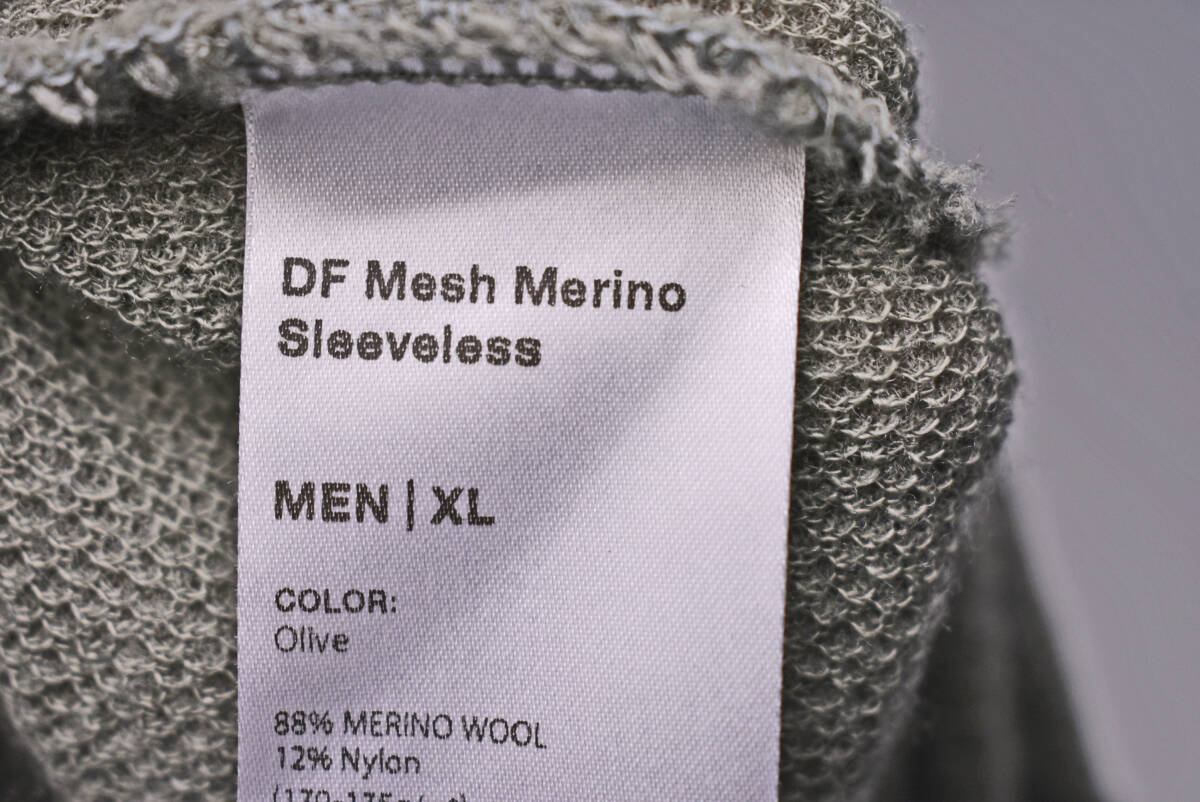 DF Mesh Merino
Sleeveless
MEN | XL
COLOR:
Olive
88% MERINO WOOL
12% Nylon